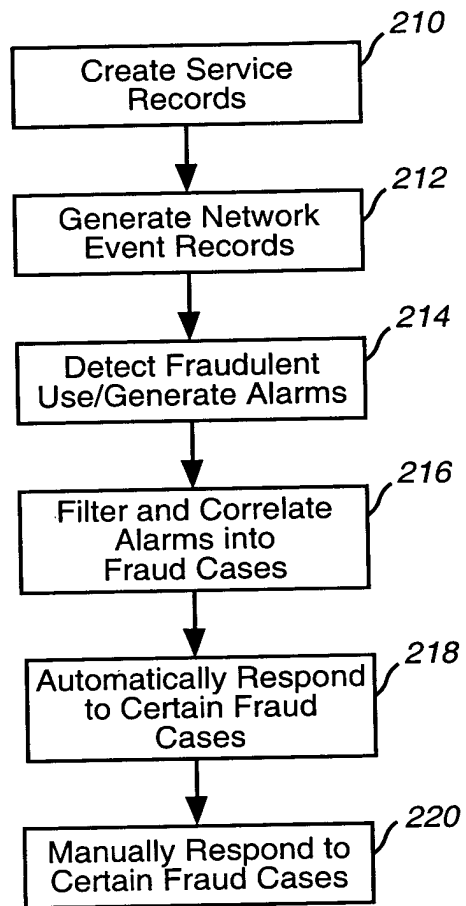 210
Create Service
Records
212
Generate Network
Event Records
214
Detect Fraudulent
Use/Generate Alarms
216
Filter and Correlate
Alarms into
Fraud Cases
218
Automatically Respond
to Certain Fraud
Cases
220
Manually Respond to
Certain Fraud Cases